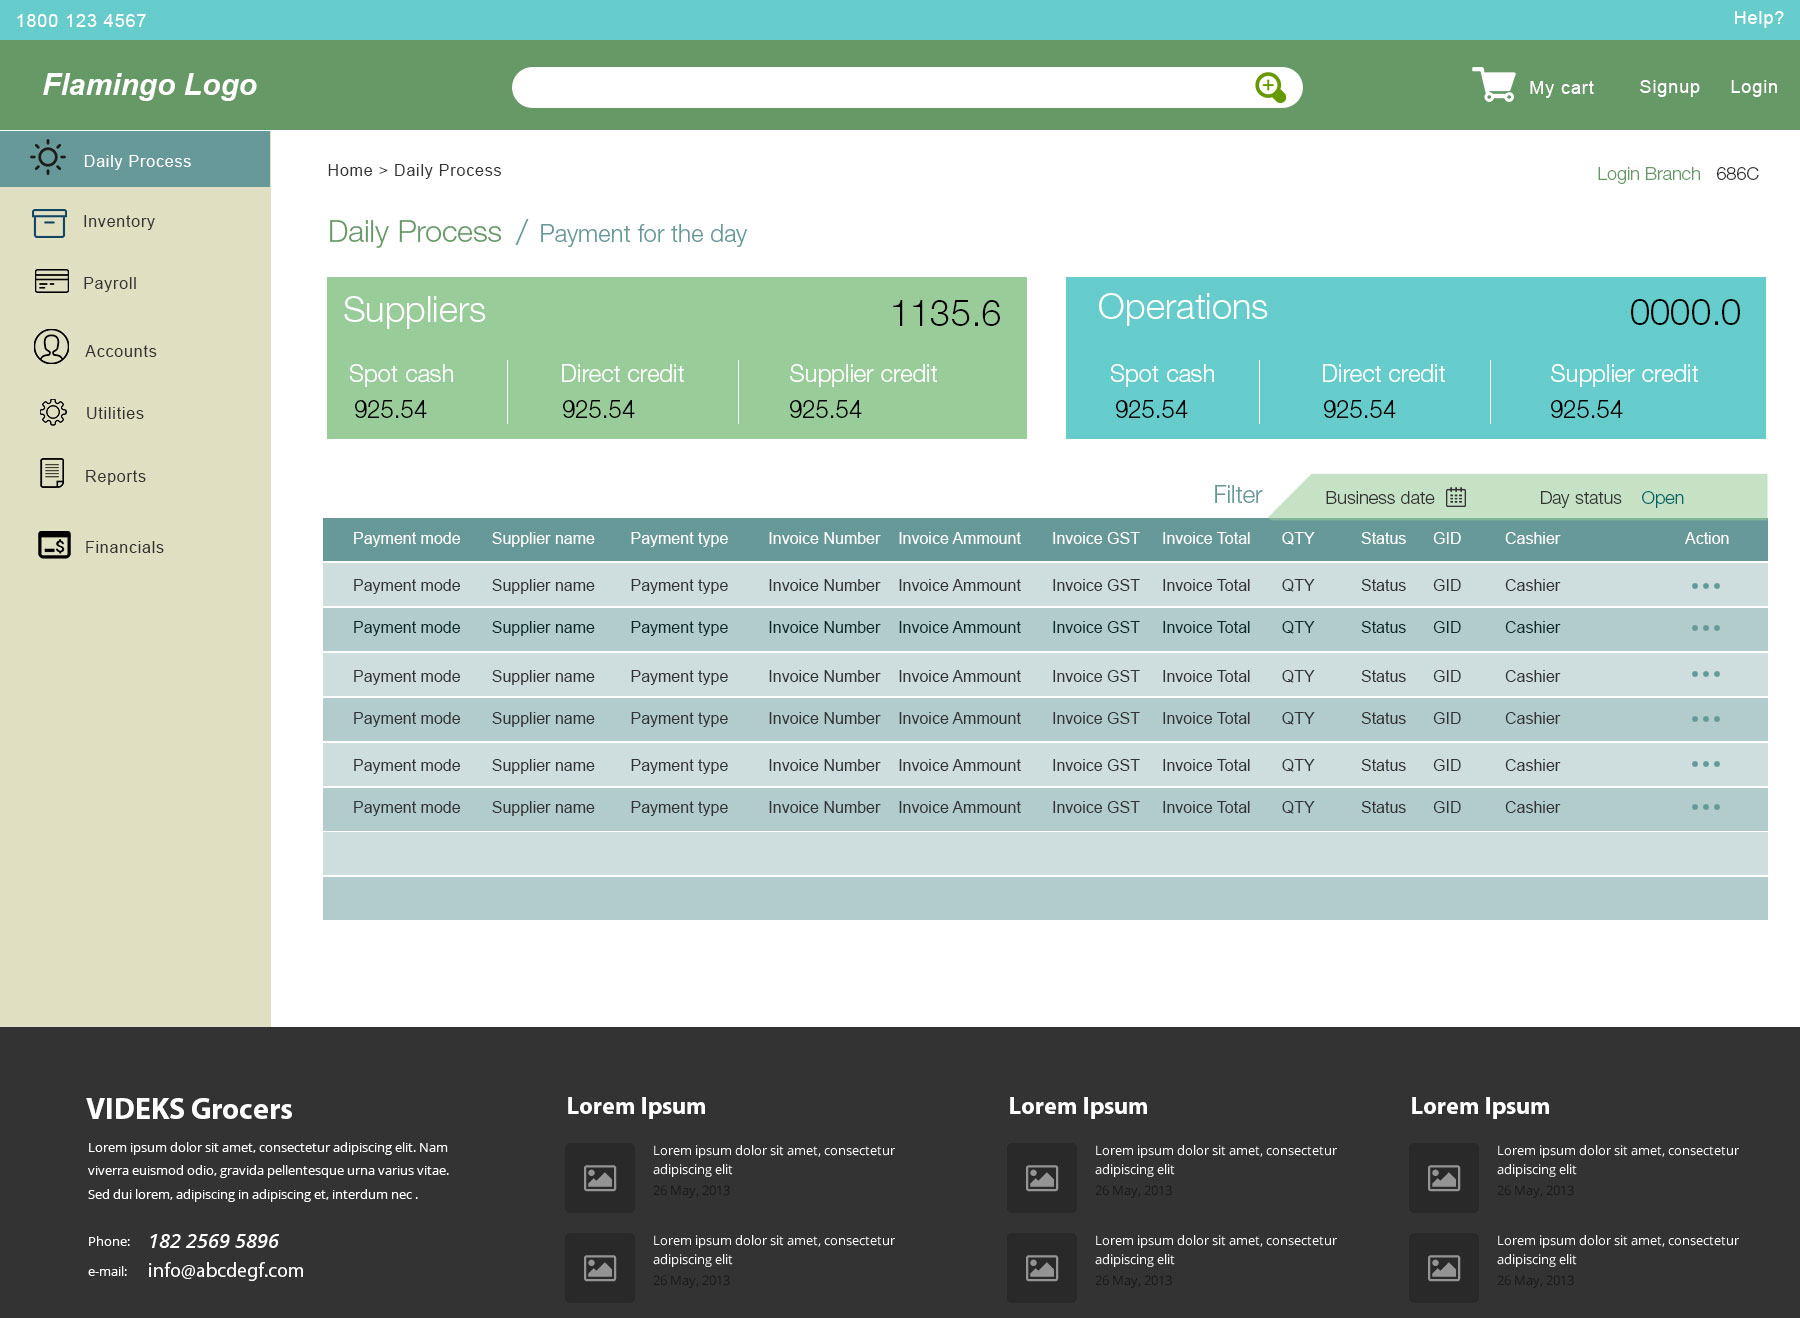 1800 123 4567 Help?
Flamingo Logo My cart Signup Login
Daily Process
Inventory
Payroll
Accounts
Utilities
Reports
Financials
Home > Daily Process
Login Branch 686C
Daily Process / Payment for the day
Suppliers 1135.6
Spot cash Direct credit Supplier credit
925.54 925.54 925.54
Operations 0000.0
Spot cash Direct credit Supplier credit
925.54 925.54 925.54
Filter Business date Day status Open
Payment mode Supplier name Payment type Invoice Number Invoice Ammount Invoice GST Invoice Total QTY Status GID Cashier Action
Payment mode Supplier name Payment type Invoice Number Invoice Ammount Invoice GST Invoice Total QTY Status GID Cashier
Payment mode Supplier name Payment type Invoice Number Invoice Ammount Invoice GST Invoice Total QTY Status GID Cashier
Payment mode Supplier name Payment type Invoice Number Invoice Ammount Invoice GST Invoice Total QTY Status GID Cashier
Payment mode Supplier name Payment type Invoice Number Invoice Ammount Invoice GST Invoice Total QTY Status GID Cashier
Payment mode Supplier name Payment type Invoice Number Invoice Ammount Invoice GST Invoice Total QTY Status GID Cashier
Payment mode Supplier name Payment type Invoice Number Invoice Ammount Invoice GST Invoice Total QTY Status GID Cashier
VIDEKS Grocers
Lorem ipsum dolor sit amet, consectetur adipiscing elit. Nam
viverra euismod odio, gravida pellentesque urna varius vitae.
Sed dui lorem, adipiscing in adipiscing et, interdum nec .
Phone: 182 2569 5896
e-mail: info@abcdegf.com
Lorem Ipsum
Lorem ipsum dolor sit amet, consectetur
adipiscing elit
26 May, 2013
Lorem ipsum dolor sit amet, consectetur
adipiscing elit
26 May, 2013
Lorem Ipsum
Lorem ipsum dolor sit amet, consectetur
adipiscing elit
26 May, 2013
Lorem ipsum dolor sit amet, consectetur
adipiscing elit
26 May, 2013
Lorem Ipsum
Lorem ipsum dolor sit amet, consectetur
adipiscing elit
26 May, 2013
Lorem ipsum dolor sit amet, consectetur
adipiscing elit
26 May, 2013